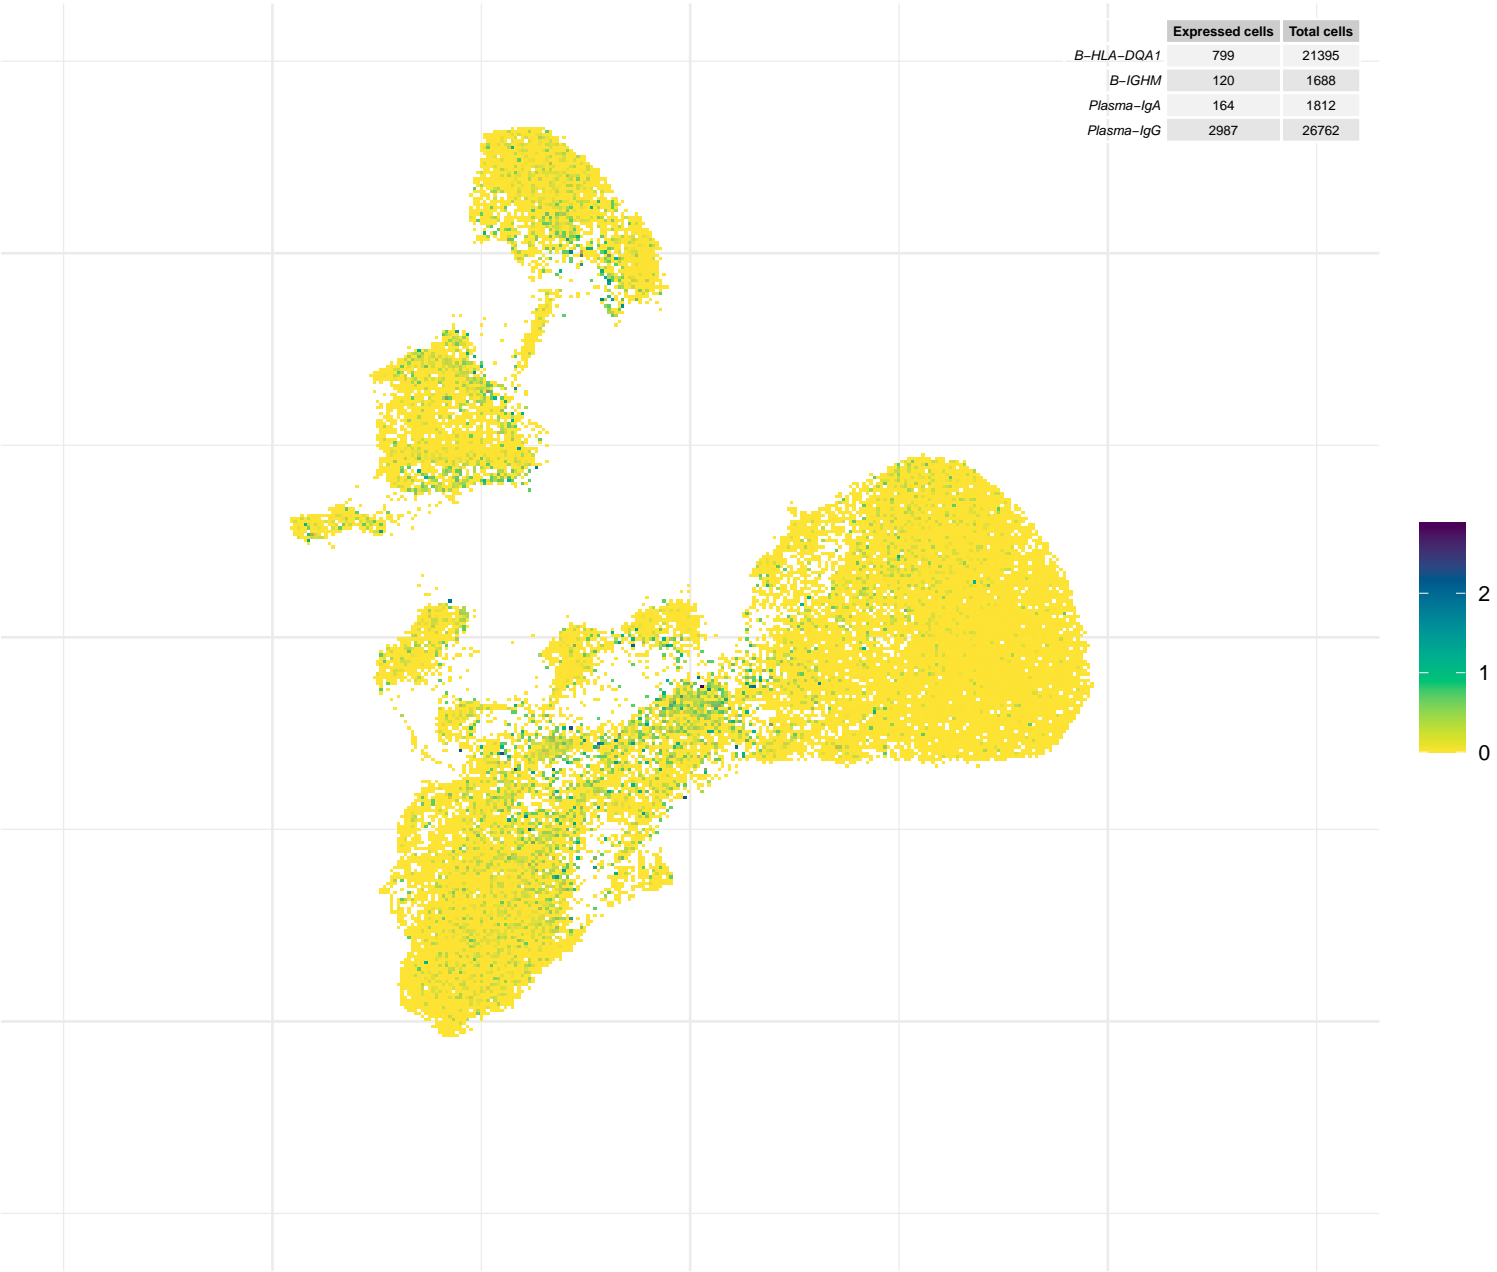 Expressed cells Total cells
B−HLA−DQA1 799 21395
B−IGHM 120 1688
Plasma−IgA 164 1812
Plasma−IgG 2987 26762
2
1
0